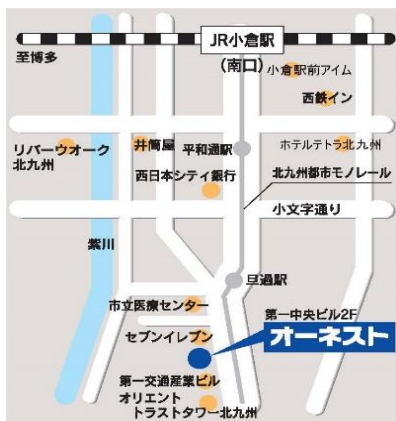 JR小倉駅
(南口)
至博多
小倉駅前アイム
西鉄イン
リバーウオーク
北九州
井筒屋
平和通駅
ホテルテトラ北九州
西日本シティ銀行
北九州都市モノレール
小文字通り
紫川
旦過駅
市立医療センター
第一中央ビル2F
オーネスト
セブンイレブン
第一交通産業ビル
オリエント
トラストタワー北九州